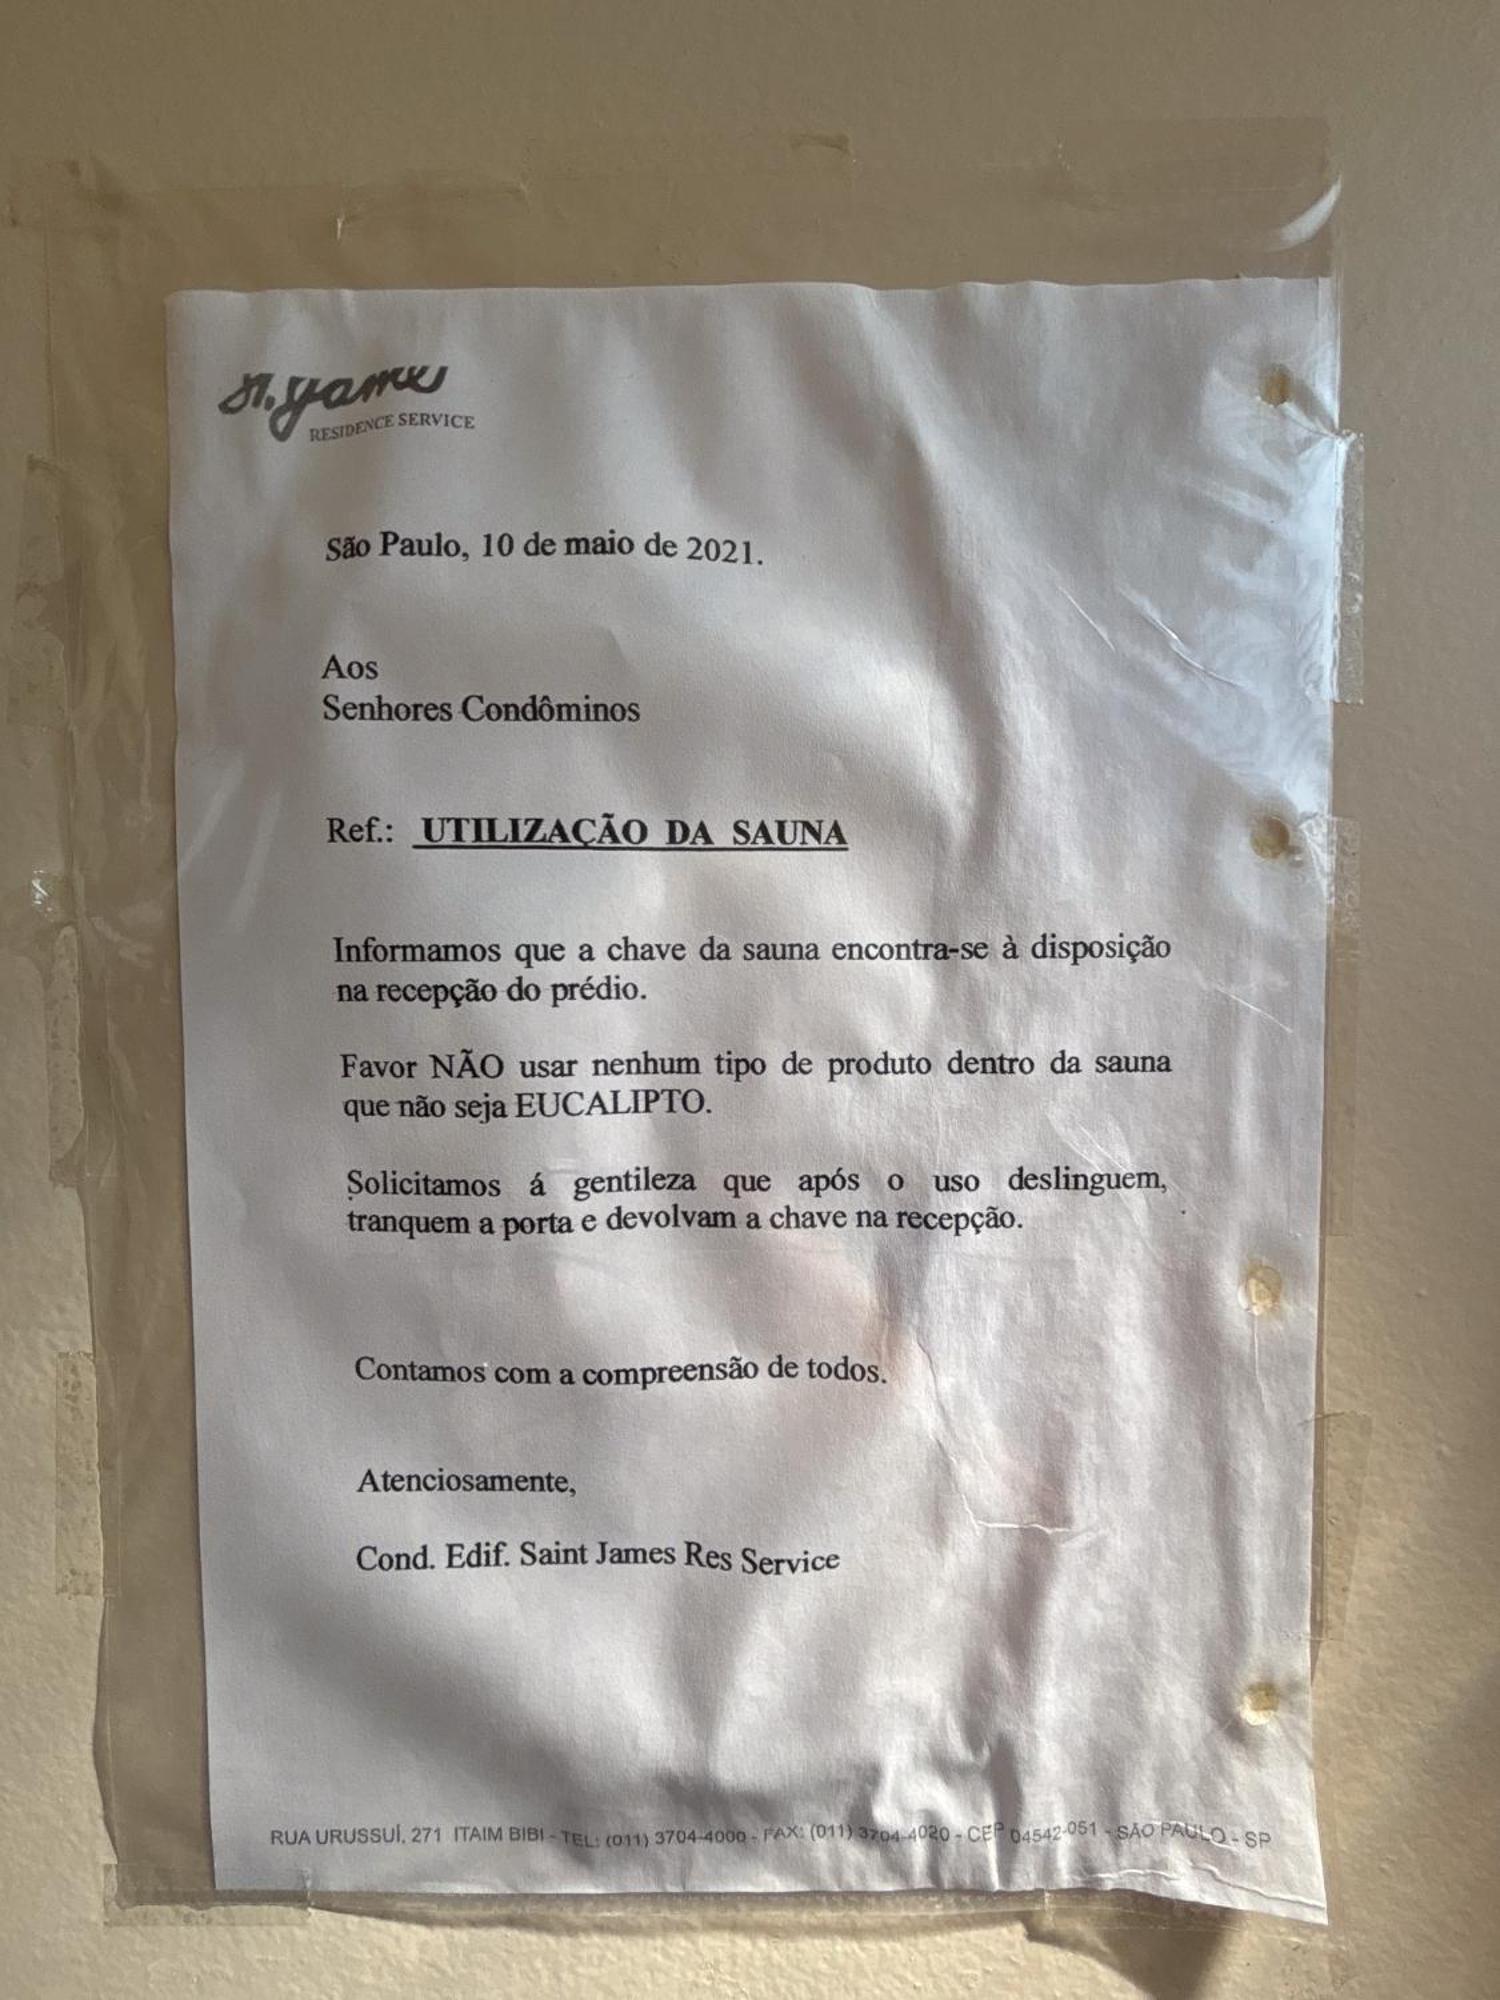 St. James
RESIDENCE SERVICE
São Paulo, 10 de maio de 2021.
Aos
Senhores Condôminos
Ref.: UTILIZAÇÃO DA SAUNA
Informamos que a chave da sauna encontra-se à disposição
na recepção do prédio.
Favor NÃO usar nenhum tipo de produto dentro da sauna
que não seja EUCALIPTO.
Solicitamos á gentileza que após o uso deslinguem,
tranquem a porta e devolvam a chave na recepção.
Contamos com a compreensão de todos.
Atenciosamente,
Cond. Edif. Saint James Res Service
RUA URUSSUÍ, 271 ITAIM BIBI - TEL: (011) 3704-4000 - FAX: (011) 3704-4020 - CEP 04542-051 - SÃO PAULO - SP